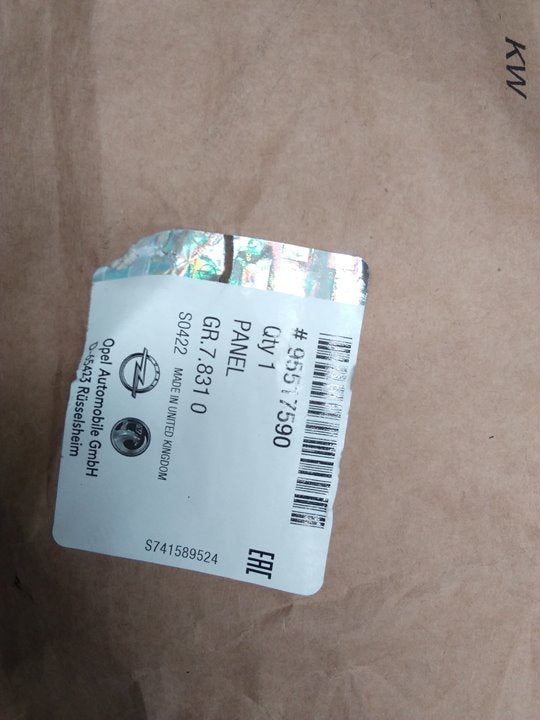 KW
# 95517590
Qty 1
PANEL
GR.7.831 0
S0422 MADE IN UNITED KINGDOM
Opel Automobile GmbH
D-65423 Rüsselsheim
S741589524
EAC